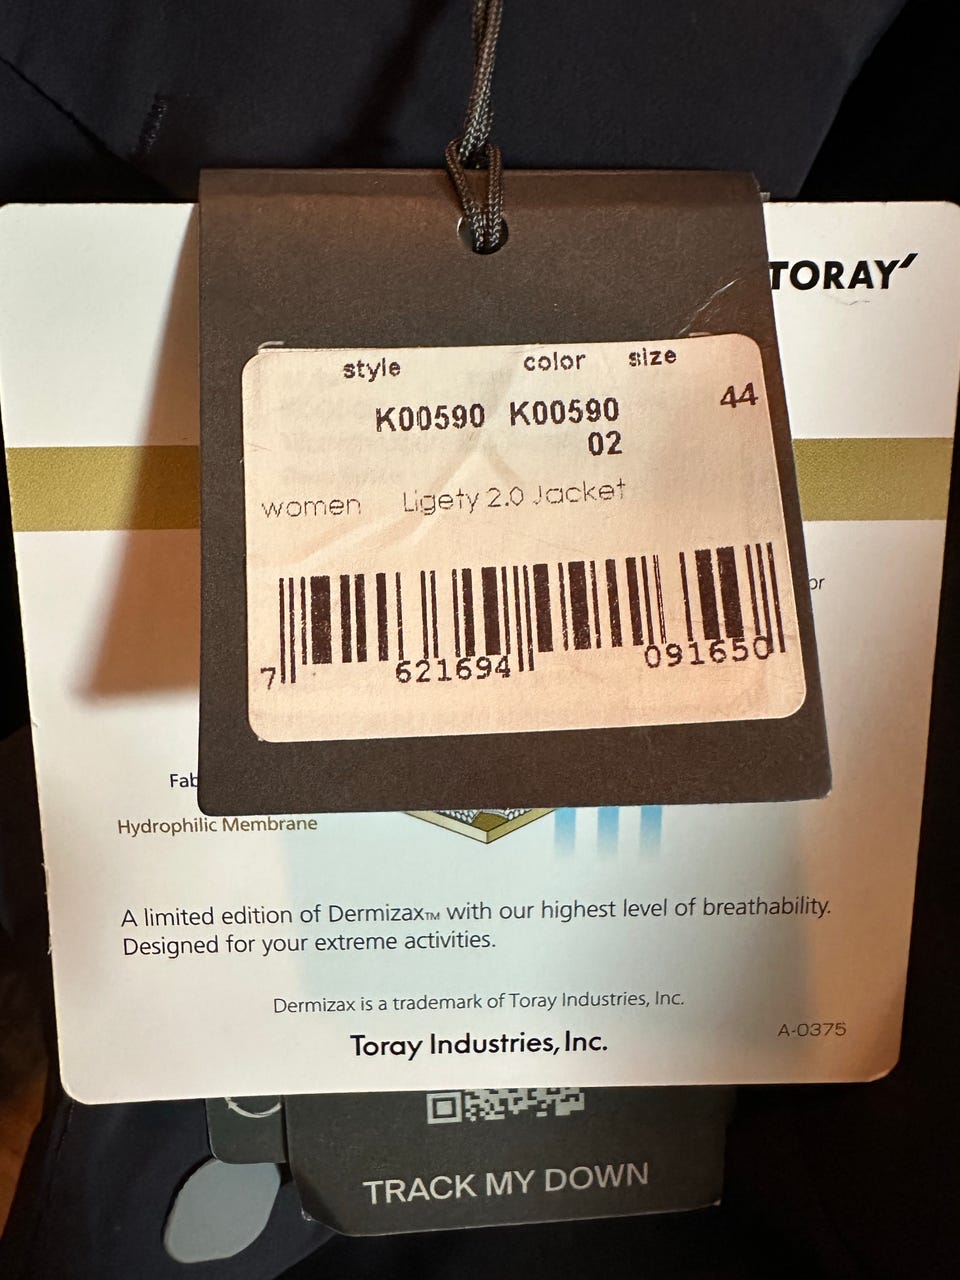 TORAY
style color size
K00590 K00590 44
02
women Ligety 2.0 Jacket
7 621694 091650
Hydrophilic Membrane
A limited edition of Dermizax™ with our highest level of breathability.
Designed for your extreme activities.
Dermizax is a trademark of Toray Industries, Inc.
A-0375
Toray Industries, Inc.
TRACK MY DOWN